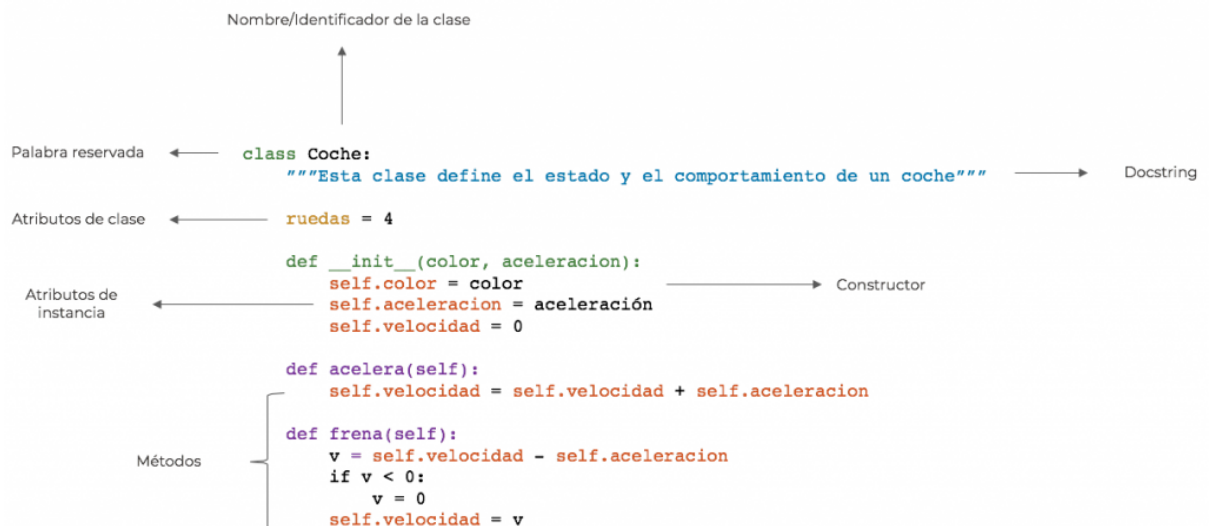 Nombre/Identificador de la clase
Palabra reservada
class Coche:
"""Esta clase define el estado y el comportamiento de un coche"""
Docstring
Atributos de clase
ruedas = 4
def __init__(color, aceleracion):
self.color = color
Constructor
Atributos de
instancia
self.aceleracion = aceleración
self.velocidad = 0
def acelera(self):
self.velocidad = self.velocidad + self.aceleracion
def frena(self):
Métodos
v = self.velocidad - self.aceleracion
if v < 0:
v = 0
self.velocidad = v